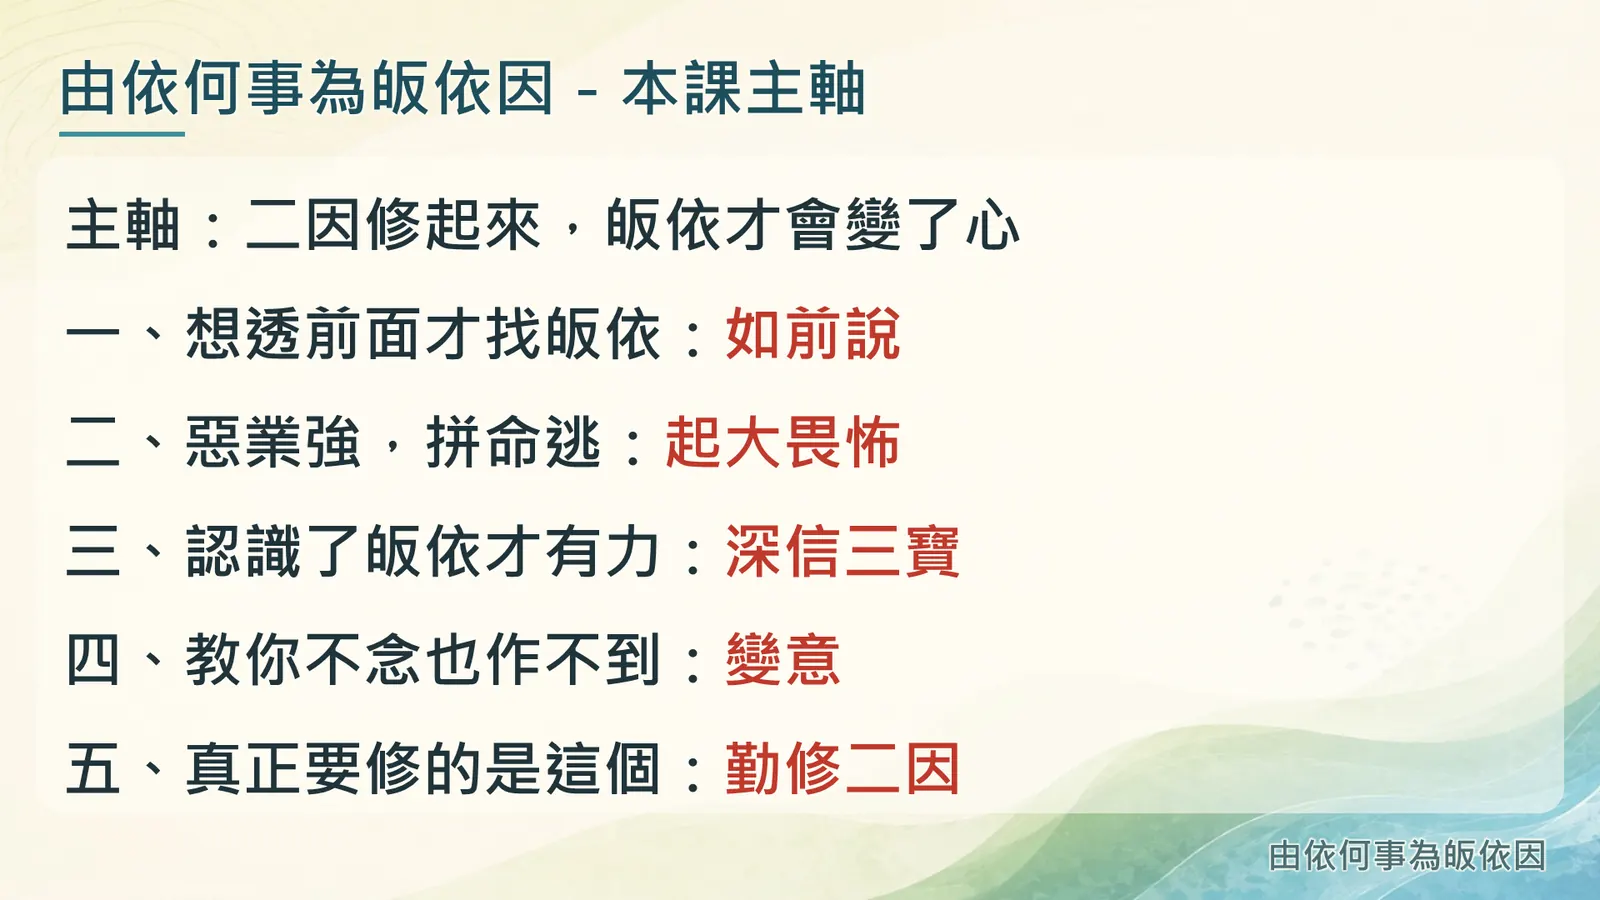 由依何事為皈依因 - 本課主軸
主軸：二因修起來，皈依才會變了心
一、想透前面才找皈依：如前說
二、惡業強，拼命逃：起大畏怖
三、認識了皈依才有力：深信三寶
四、教你不念也作不到：變意
五、真正要修的是這個：勤修二因
由依何事為皈依因